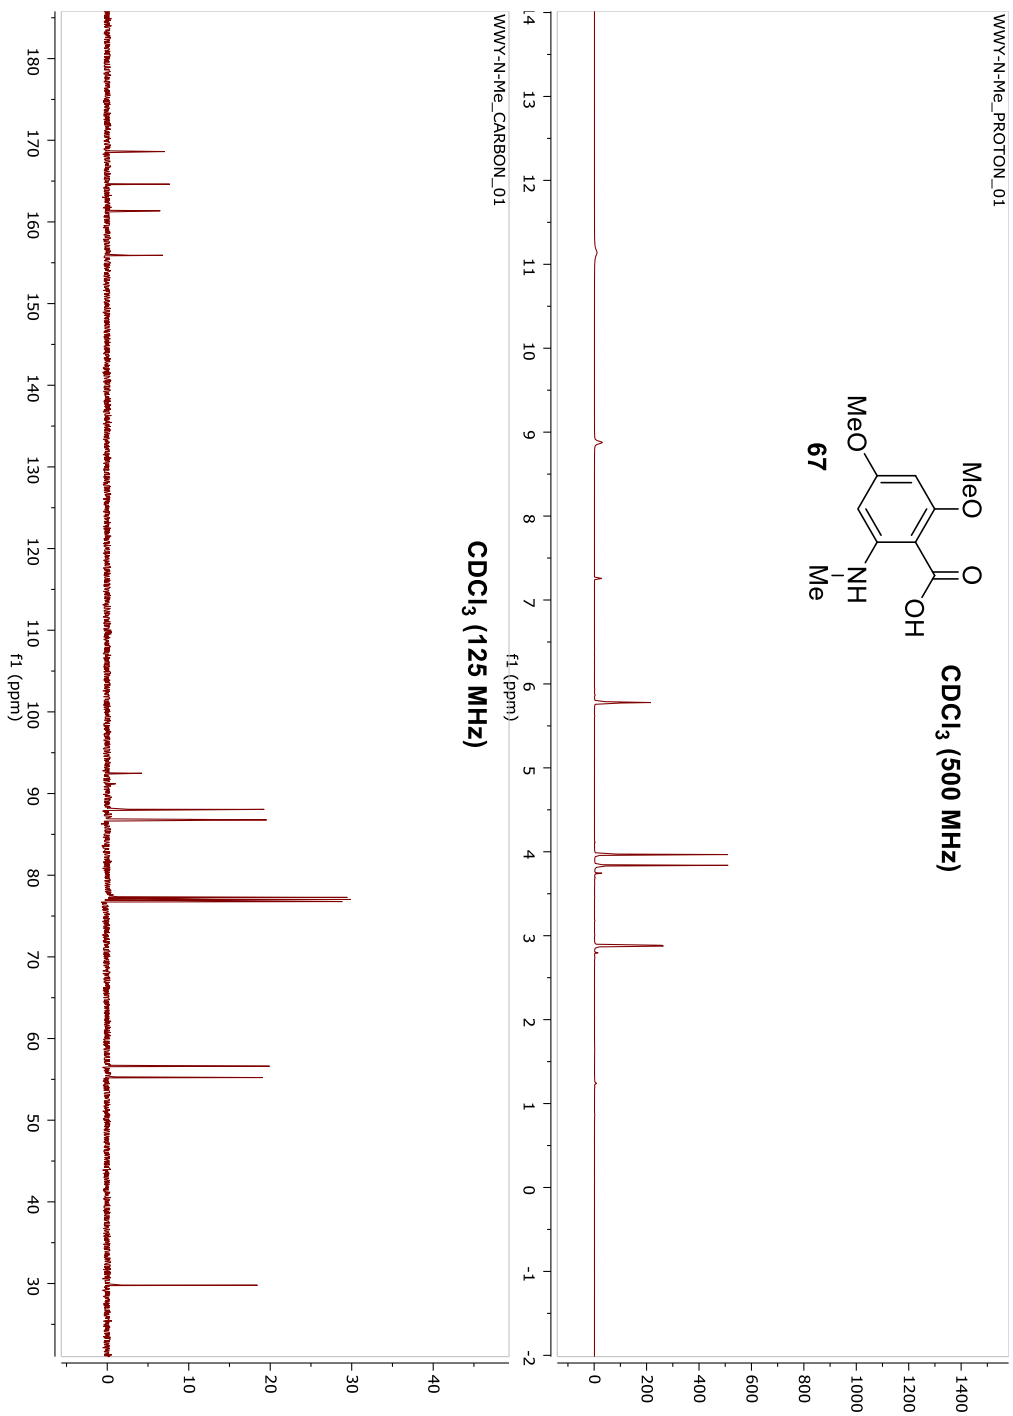 WWY-N-Me_PROTON_01
CDCl3 (500 MHz)
MeO
O
OH
MeO
NH
Me
67
14 13 12 11 10 9 8 7 6 5 4 3 2 1 0 -1 -2
f1 (ppm)
0 200 400 600 800 1000 1200 1400
WWY-N-Me_CARBON_01
CDCl3 (125 MHz)
180 170 160 150 140 130 120 110 100 90 80 70 60 50 40 30
f1 (ppm)
0 10 20 30 40